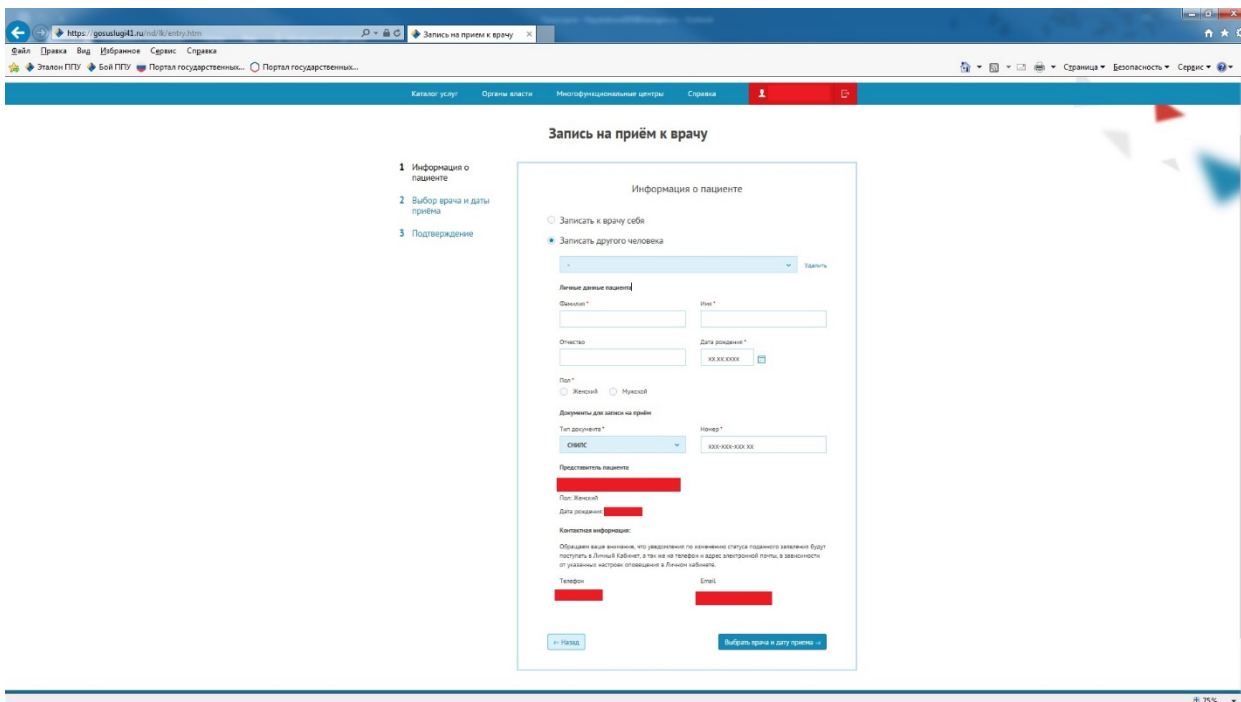 https://gosuslugi41.ru/nd/lk/entry.htm
Запись на прием к врачу
Файл Правка Вид Избранное Сервис Справка
Эталон ППУ Бой ППУ Портал государственных... Портал государственных...
Страница Безопасность Сервис
Каталог услуг Органы власти Многофункциональные центры Справка
Запись на приём к врачу
1 Информация о
пациенте
2 Выбор врача и даты
приёма
3 Подтверждение
Информация о пациенте
Записать к врачу себя
Записать другого человека
-
Удалить
Личные данные пациента
Фамилия * Имя *
Отчество Дата рождения *
xx.xx.xxxx
Пол *
Женский Мужской
Документы для записи на приём
Тип документа * Номер *
СНИЛС xxx-xxx-xxx xx
Представитель пациента
Пол: Женский
Дата рождения:
Контактная информация:
Обращаем ваше внимание, что уведомления по изменению статуса поданного заявления будут
поступать в Личный Кабинет, а так же на телефон и адрес электронной почты, в зависимости
от указанных настроек оповещения в Личном кабинете.
Телефон Email
← Назад Выбрать врача и дату приема →
75%